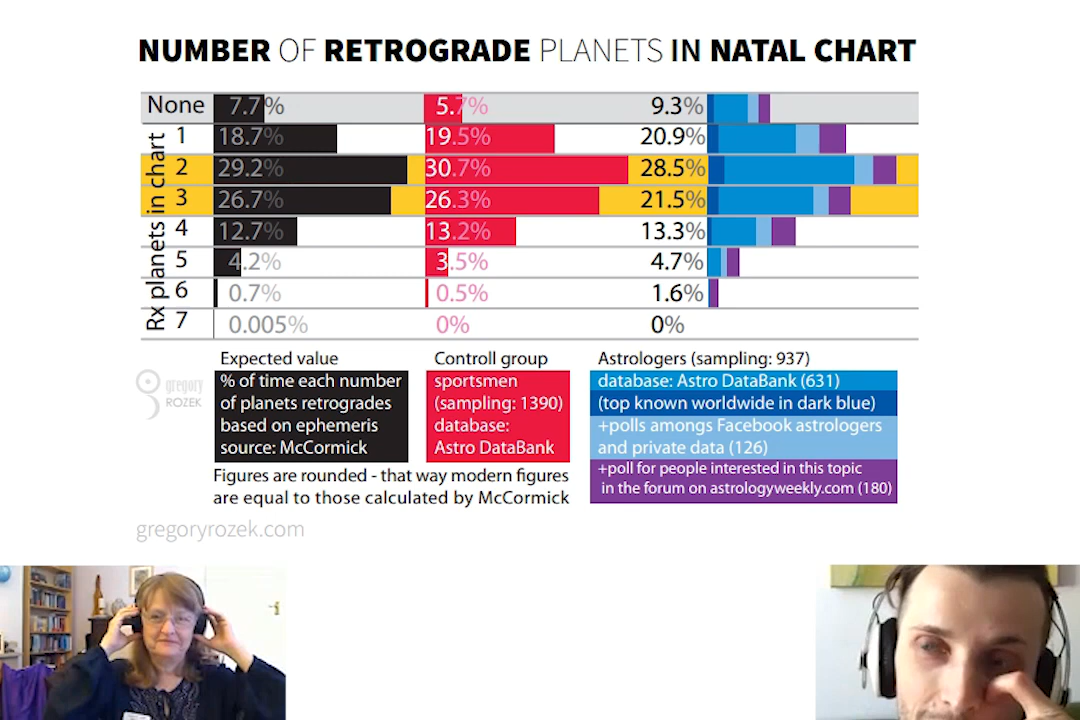 NUMBER OF RETROGRADE PLANETS IN NATAL CHART
None 7.7% 5.7% 9.3%
1 18.7% 19.5% 20.9%
2 29.2% 30.7% 28.5%
3 26.7% 26.3% 21.5%
4 12.7% 13.2% 13.3%
5 4.2% 3.5% 4.7%
6 0.7% 0.5% 1.6%
7 0.005% 0% 0%
Rx planets in chart
Expected value
% of time each number
of planets retrogrades
based on ephemeris
source: McCormick
Controll group
sportsmen
(sampling: 1390)
database:
Astro DataBank
Astrologers (sampling: 937)
database: Astro DataBank (631)
(top known worldwide in dark blue)
+polls amongs Facebook astrologers
and private data (126)
+poll for people interested in this topic
in the forum on astrologyweekly.com (180)
gregory
ROZEK
Figures are rounded - that way modern figures
are equal to those calculated by McCormick
gregoryrozek.com